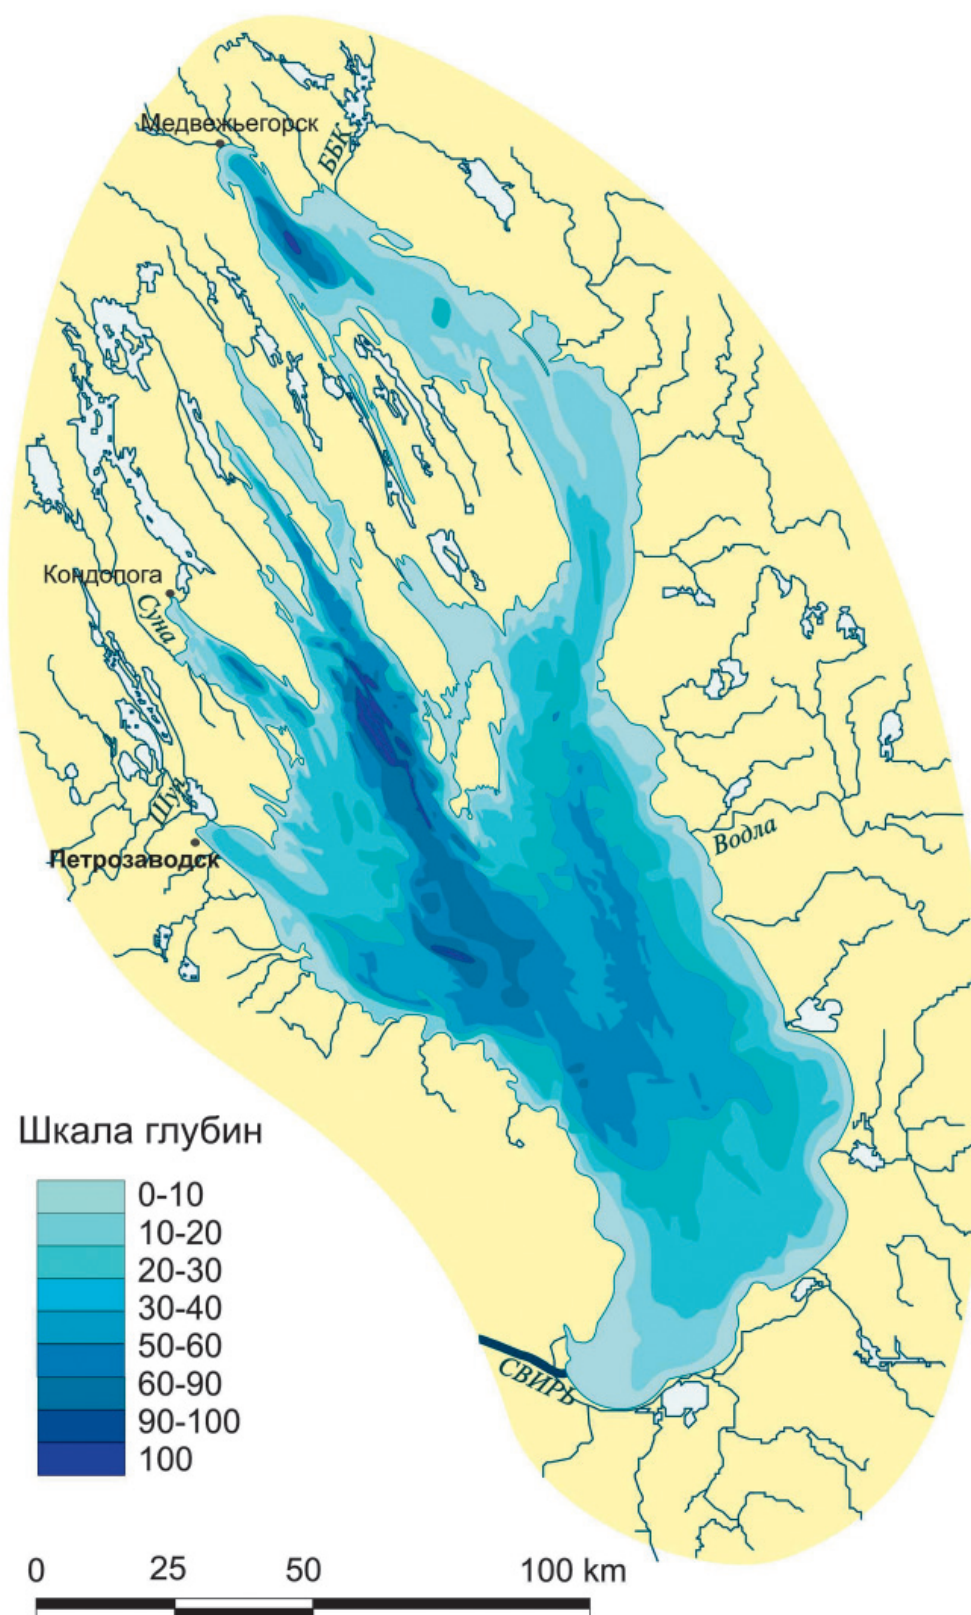 Медвежьегорск
ББК
Кондопога
Суна
Шуя
Петрозаводск
Водла
Шкала глубин
0-10
10-20
20-30
30-40
50-60
60-90
90-100
100
СВИРЬ
0 25 50 100 km